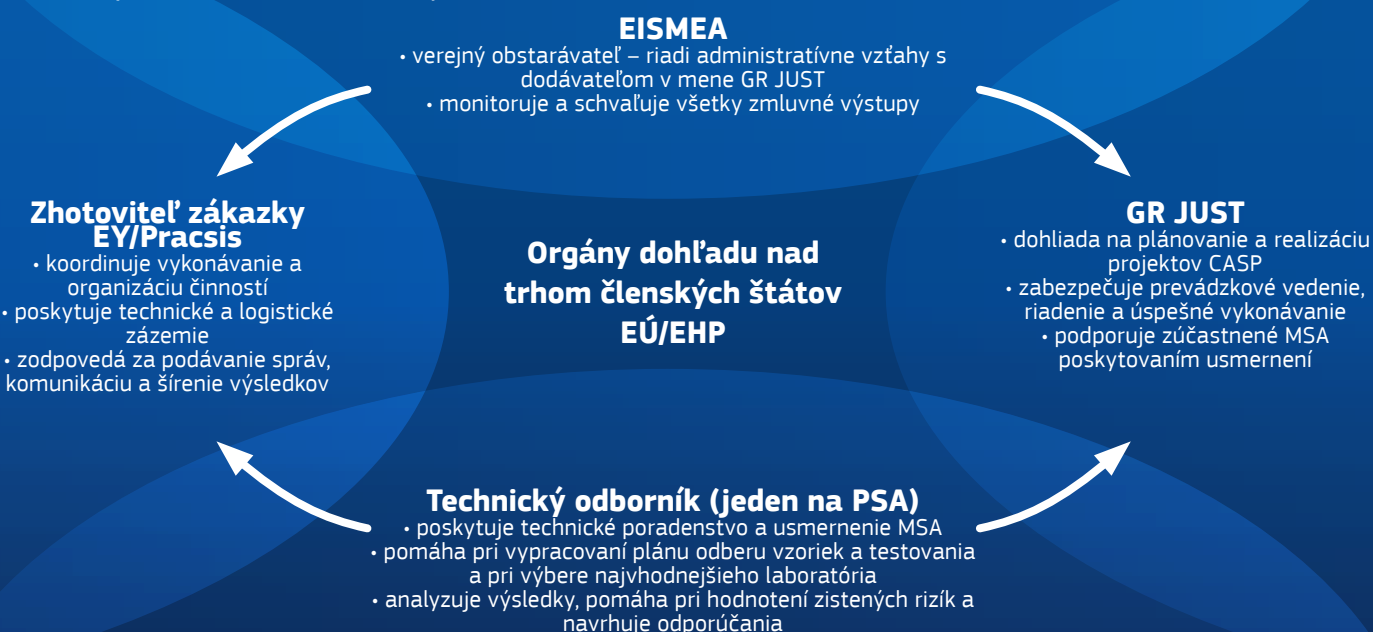 EISMEA
• verejný obstarávateľ – riadi administratívne vzťahy s
dodávateľom v mene GR JUST
• monitoruje a schvaľuje všetky zmluvné výstupy
Zhotoviteľ zákazky
EY/Pracsis
• koordinuje vykonávanie a
organizáciu činností
• poskytuje technické a logistické
zázemie
• zodpovedá za podávanie správ,
komunikáciu a šírenie výsledkov
Orgány dohľadu nad
trhom členských štátov
EÚ/EHP
GR JUST
• dohliada na plánovanie a realizáciu
projektov CASP
• zabezpečuje prevádzkové vedenie,
riadenie a úspešné vykonávanie
• podporuje zúčastnené MSA
poskytovaním usmernení
Technický odborník (jeden na PSA)
• poskytuje technické poradenstvo a usmernenie MSA
• pomáha pri vypracovaní plánu odberu vzoriek a testovania
a pri výbere najvhodnejšieho laboratória
• analyzuje výsledky, pomáha pri hodnotení zistených rizík a
navrhuje odporúčania